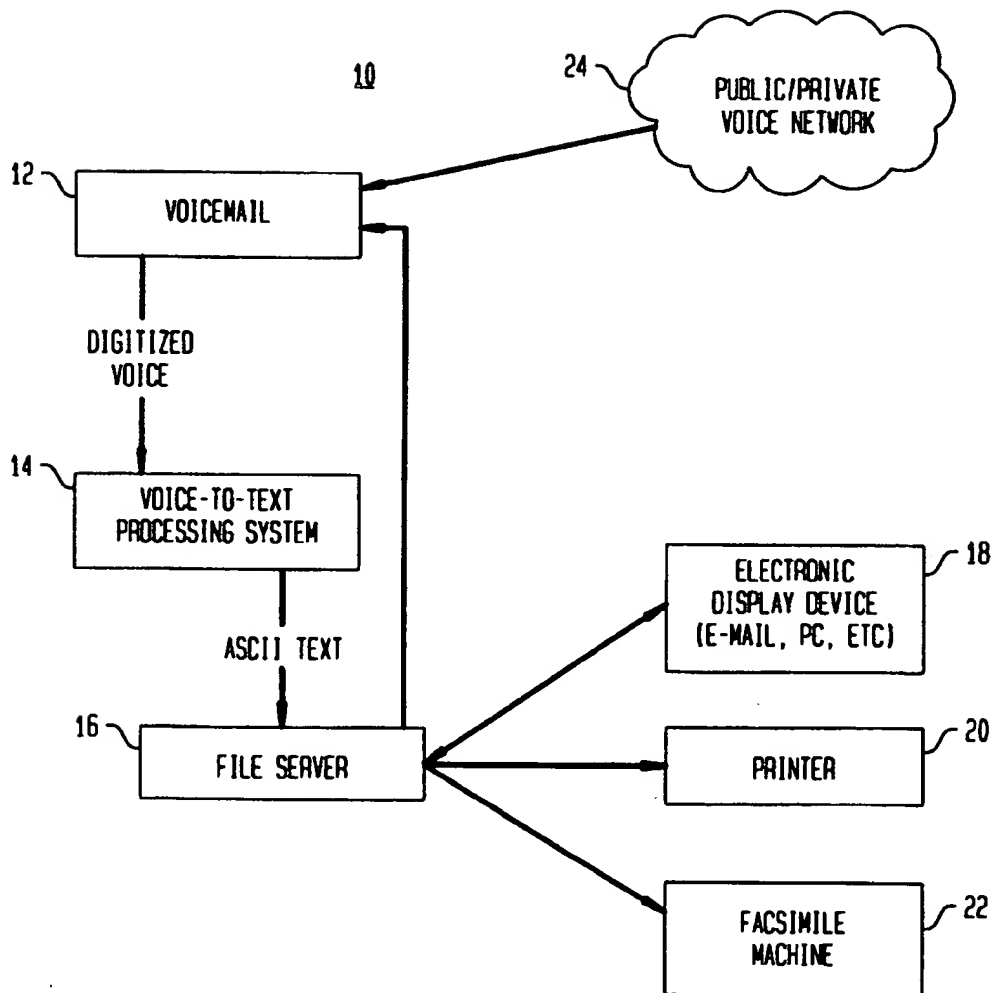 10
24
PUBLIC/PRIVATE
VOICE NETWORK
12
VOICEMAIL
DIGITIZED
VOICE
14
VOICE-TO-TEXT
PROCESSING SYSTEM
18
ELECTRONIC
DISPLAY DEVICE
(E-MAIL, PC, ETC)
ASCII TEXT
16
FILE SERVER
20
PRINTER
22
FACSIMILE
MACHINE